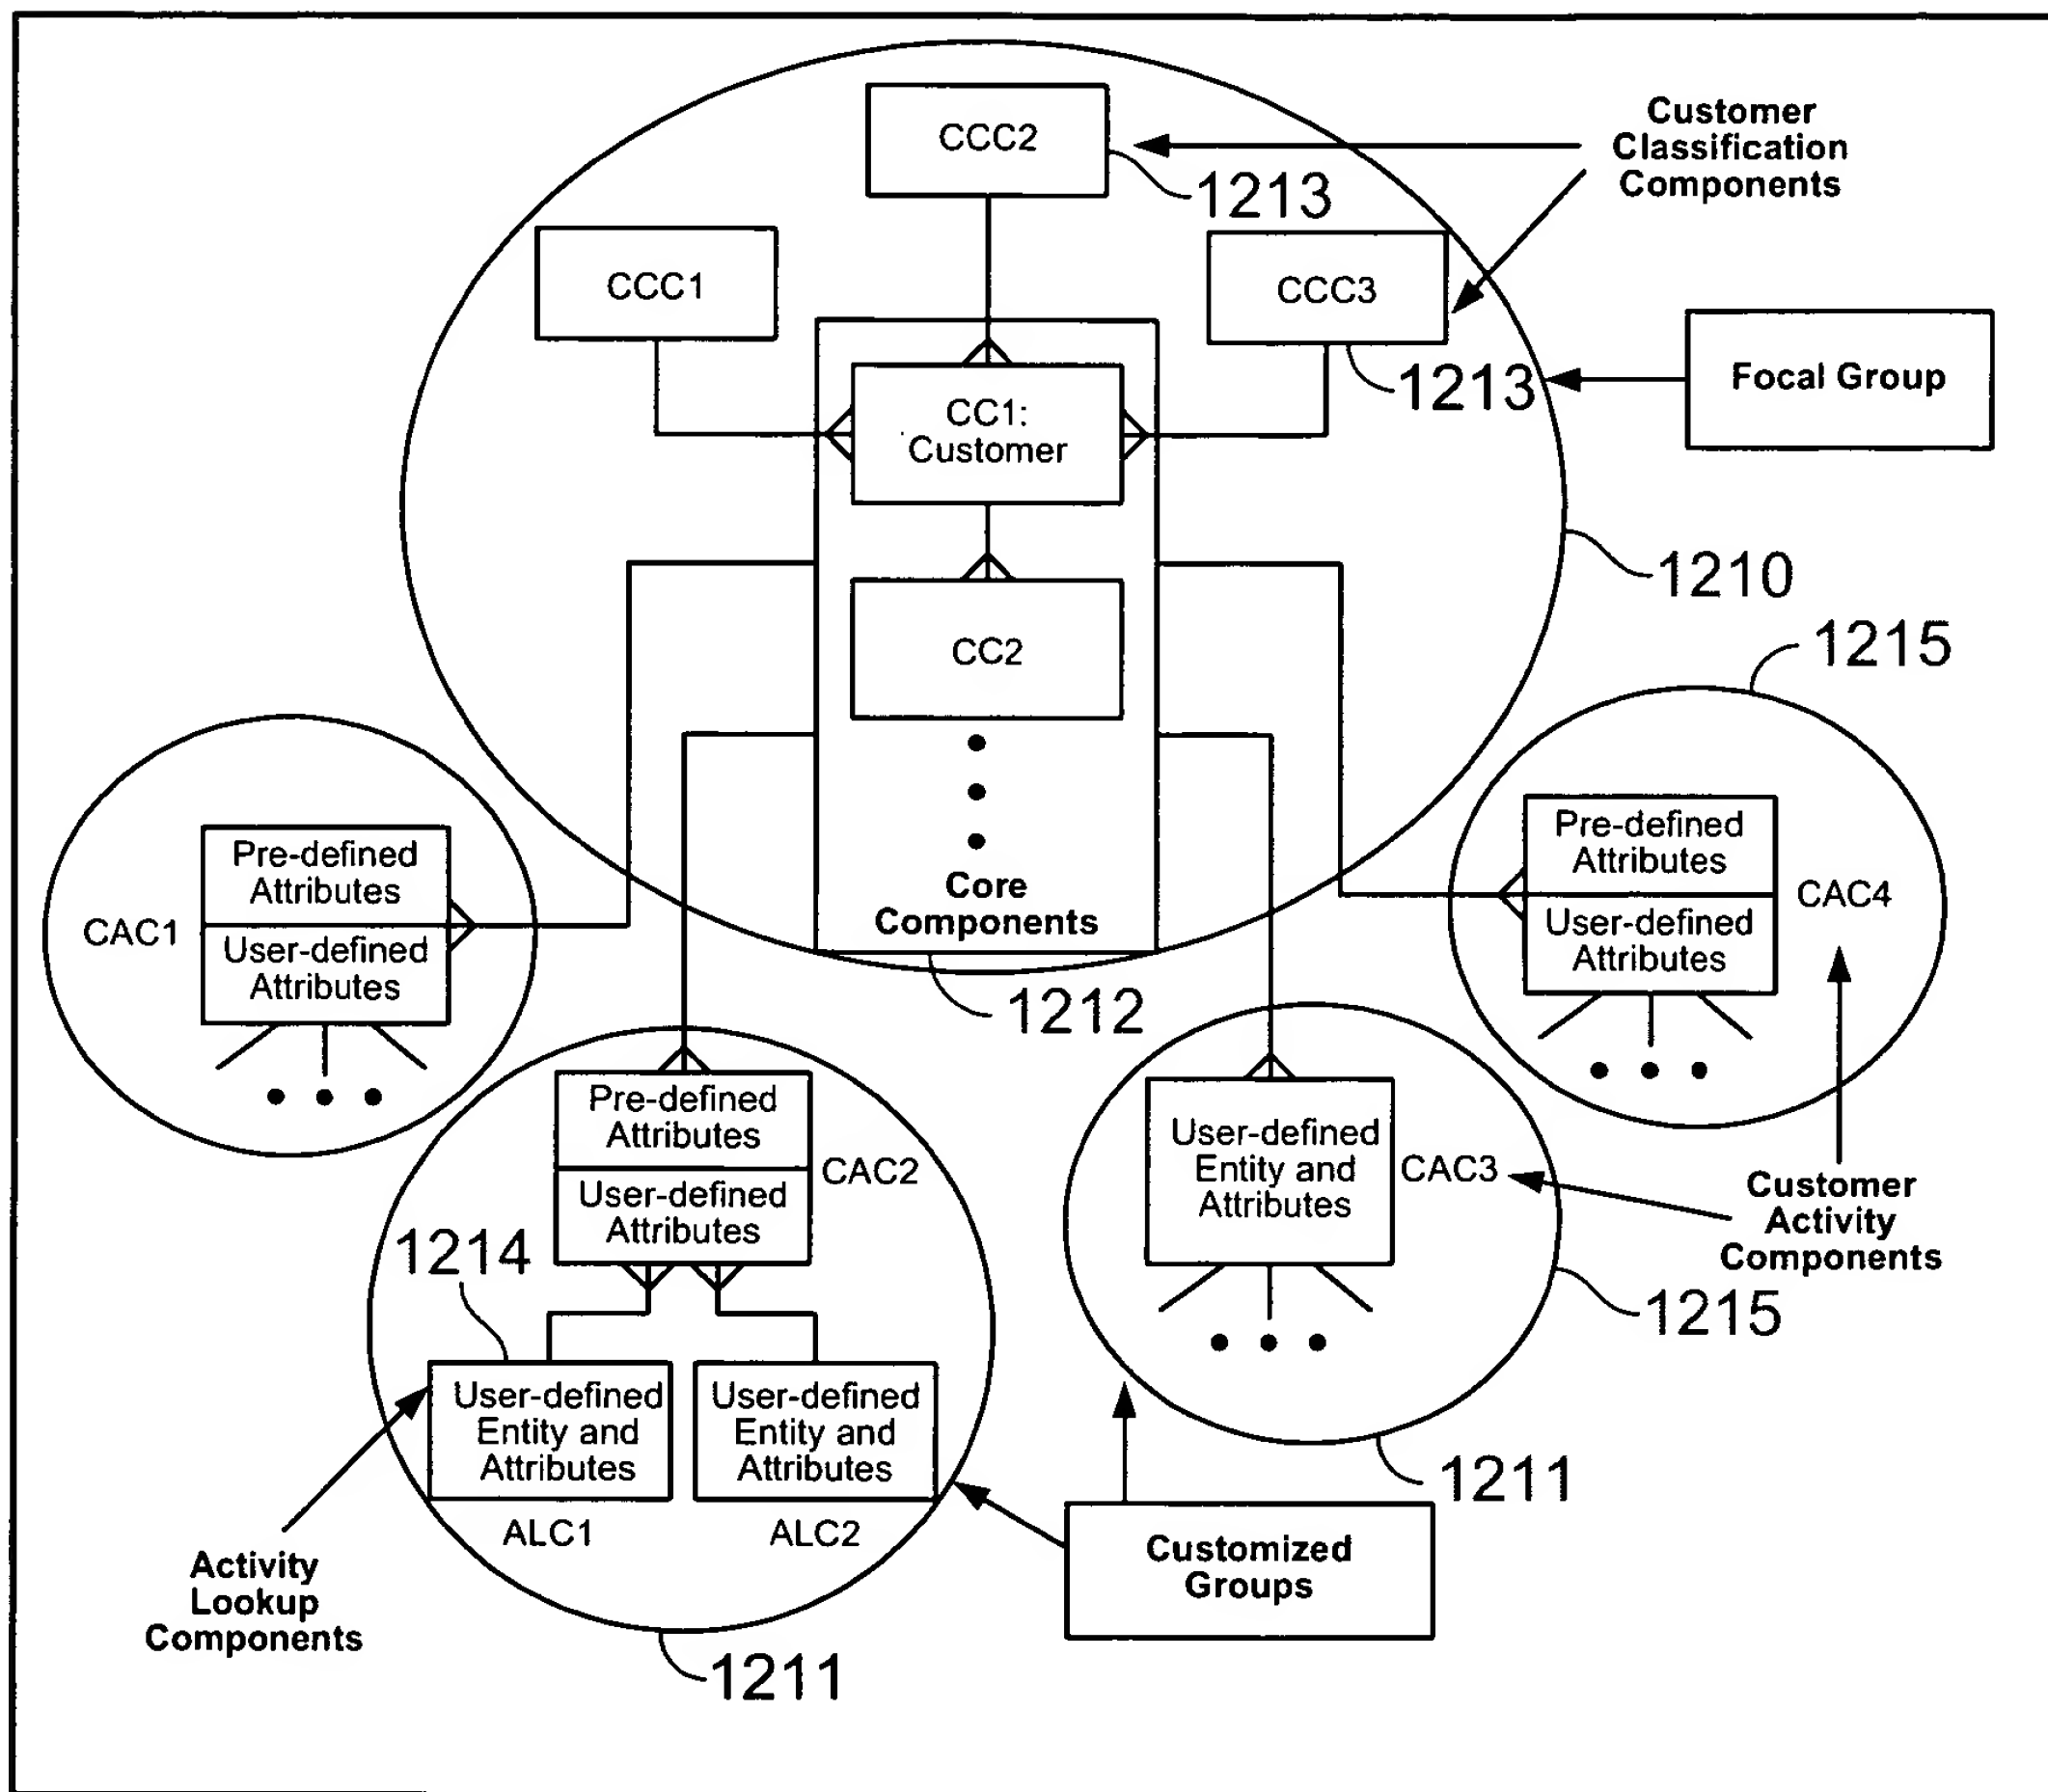 CCC2
1213
Customer
Classification
Components
CCC1
CCC3
1213
Focal Group
CC1:
Customer
1210
CC2
1215
Core
Components
1212
Pre-defined
Attributes
User-defined
Attributes
CAC1
Pre-defined
Attributes
User-defined
Attributes
CAC4
Pre-defined
Attributes
User-defined
Attributes
CAC2
User-defined
Entity and
Attributes
CAC3
Customer
Activity
Components
1215
1214
User-defined
Entity and
Attributes
ALC1
User-defined
Entity and
Attributes
ALC2
1211
Customized
Groups
Activity
Lookup
Components
1211